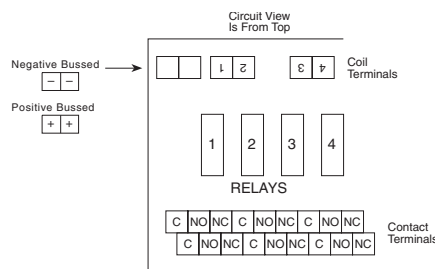 Circuit View
Is From Top
Negative Bussed
– –
Positive Bussed
+ +
1 2 3 4
Coil
Terminals
1 2 3 4
RELAYS
C NO NC C NO NC C NO NC
C NO NC C NO NC C NO NC
Contact
Terminals